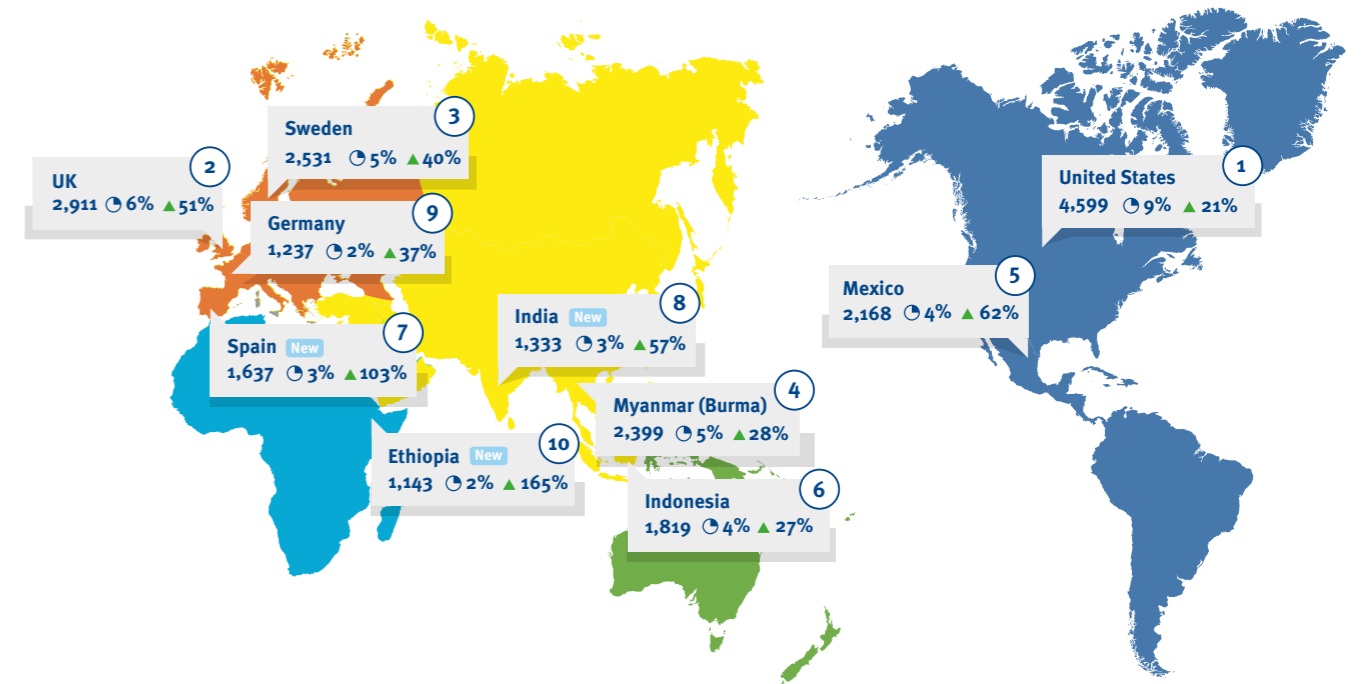 3
Sweden
2,531 5% ▲40%
2
UK
2,911 6% ▲51%
1
United States
4,599 9% ▲ 21%
9
Germany
1,237 2% ▲37%
5
Mexico
2,168 4% ▲ 62%
8
India New
1,333 3% ▲57%
7
Spain New
1,637 3% ▲103%
4
Myanmar (Burma)
2,399 5% ▲28%
10
Ethiopia New
1,143 2% ▲ 165%
6
Indonesia
1,819 4% ▲ 27%